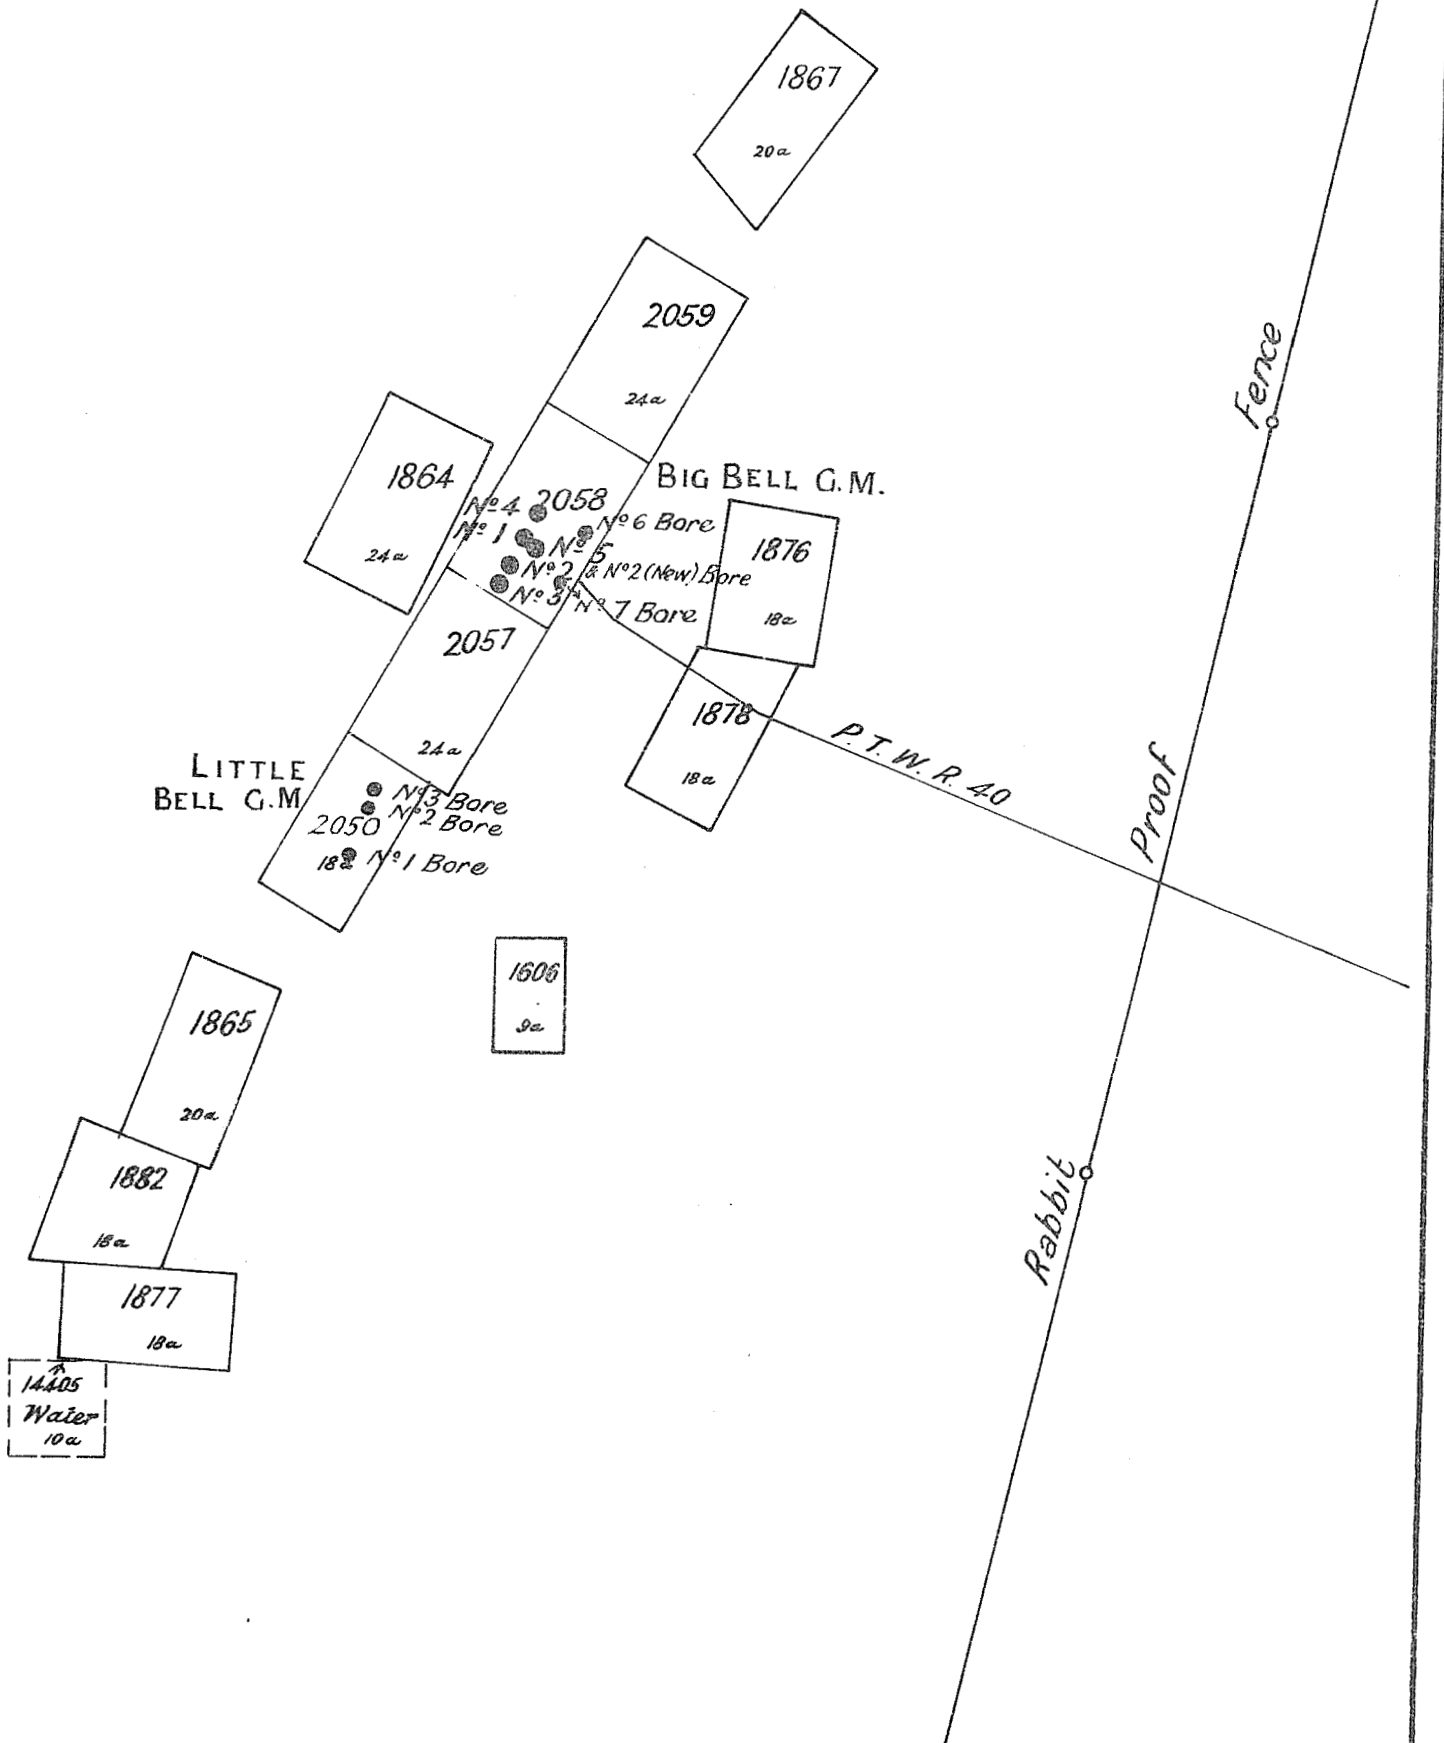 1867
20a
2059
24a
Fence
BIG BELL G.M.
1864
24a
2058
Nº 4
Nº 1
Nº 6 Bore
Nº 5
Nº 2 & Nº 2 (New) Bore
Nº 3
Nº 7 Bore
1876
18a
2057
24a
1878
18a
P. T. W. R. 40
Proof
LITTLE
BELL G.M.
Nº 3 Bore
Nº 2 Bore
2050
18a
Nº 1 Bore
1606
9a
1865
20a
1882
18a
Rabbit
1877
18a
14405
Water
10a